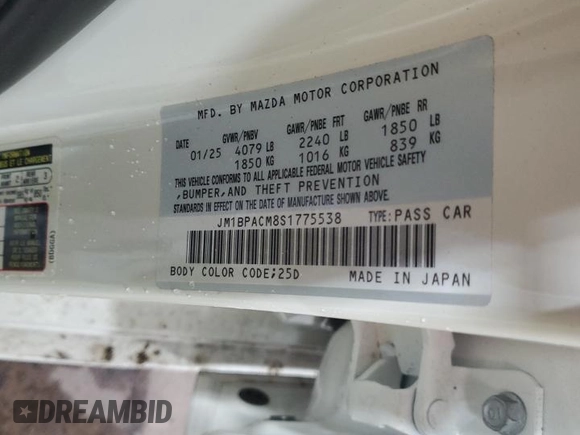 MFD. BY MAZDA MOTOR CORPORATION
DATE GVWR/PNBV GAWR/PNBE FRT GAWR/PNBE RR
01/25 4079 LB 2240 LB 1850 LB
1850 KG 1016 KG 839 KG
THIS VEHICLE CONFORMS TO ALL APPLICABLE FEDERAL MOTOR VEHICLE SAFETY
,BUMPER,AND THEFT PREVENTION
STANDARDS IN EFFECT ON THE DATE OF MANUFACTURE SHOWN ABOVE.
JM1BPACM8S1775538 TYPE:PASS CAR
BODY COLOR CODE;25D MADE IN JAPAN
(BD66A)
DREAMBID